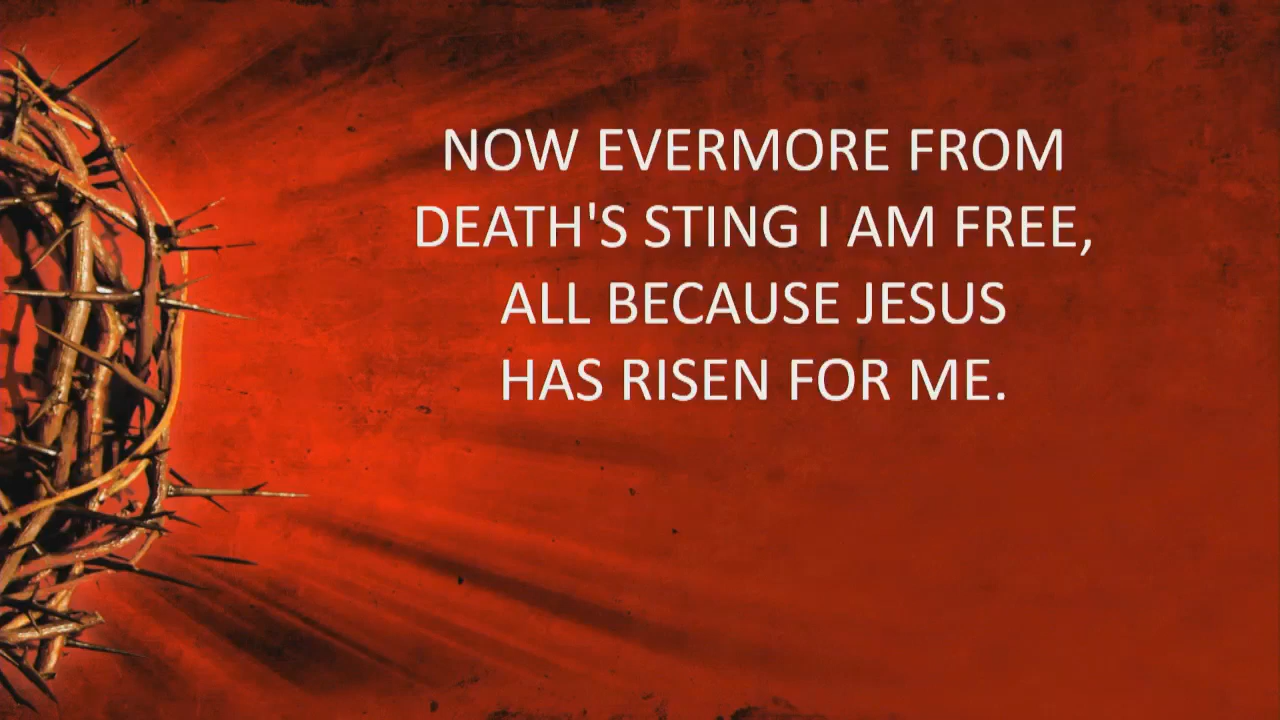 NOW EVERMORE FROM
DEATH'S STING I AM FREE,
ALL BECAUSE JESUS
HAS RISEN FOR ME.